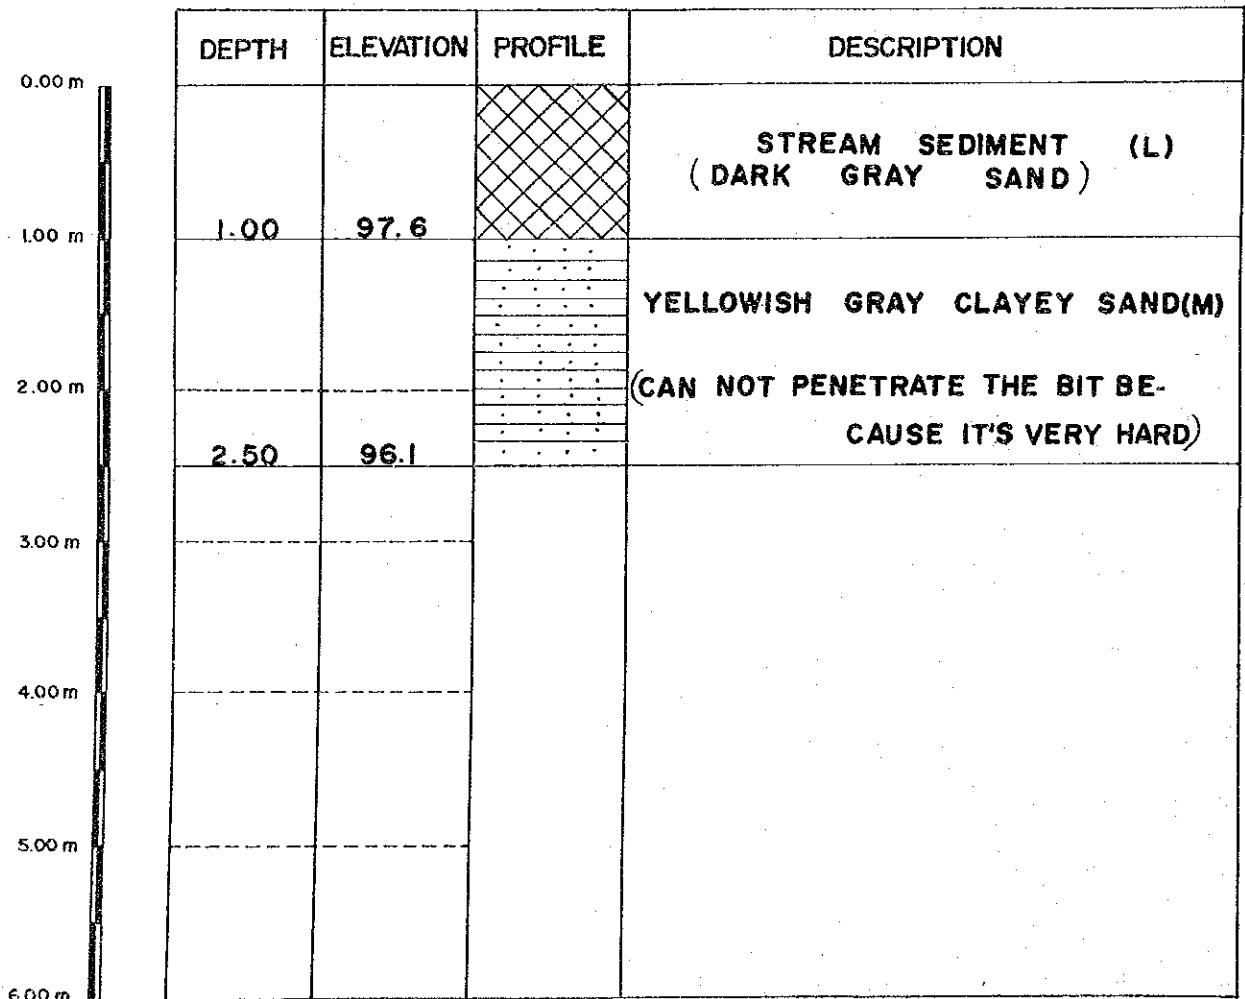 DEPTH ELEVATION PROFILE DESCRIPTION
0.00 m
STREAM SEDIMENT (L)
(DARK GRAY SAND)
1.00 97.6
1.00 m
YELLOWISH GRAY CLAYEY SAND(M)
2.00 m
(CAN NOT PENETRATE THE BIT BE-
CAUSE IT'S VERY HARD)
2.50 96.1
3.00 m
4.00 m
5.00 m
6.00 m